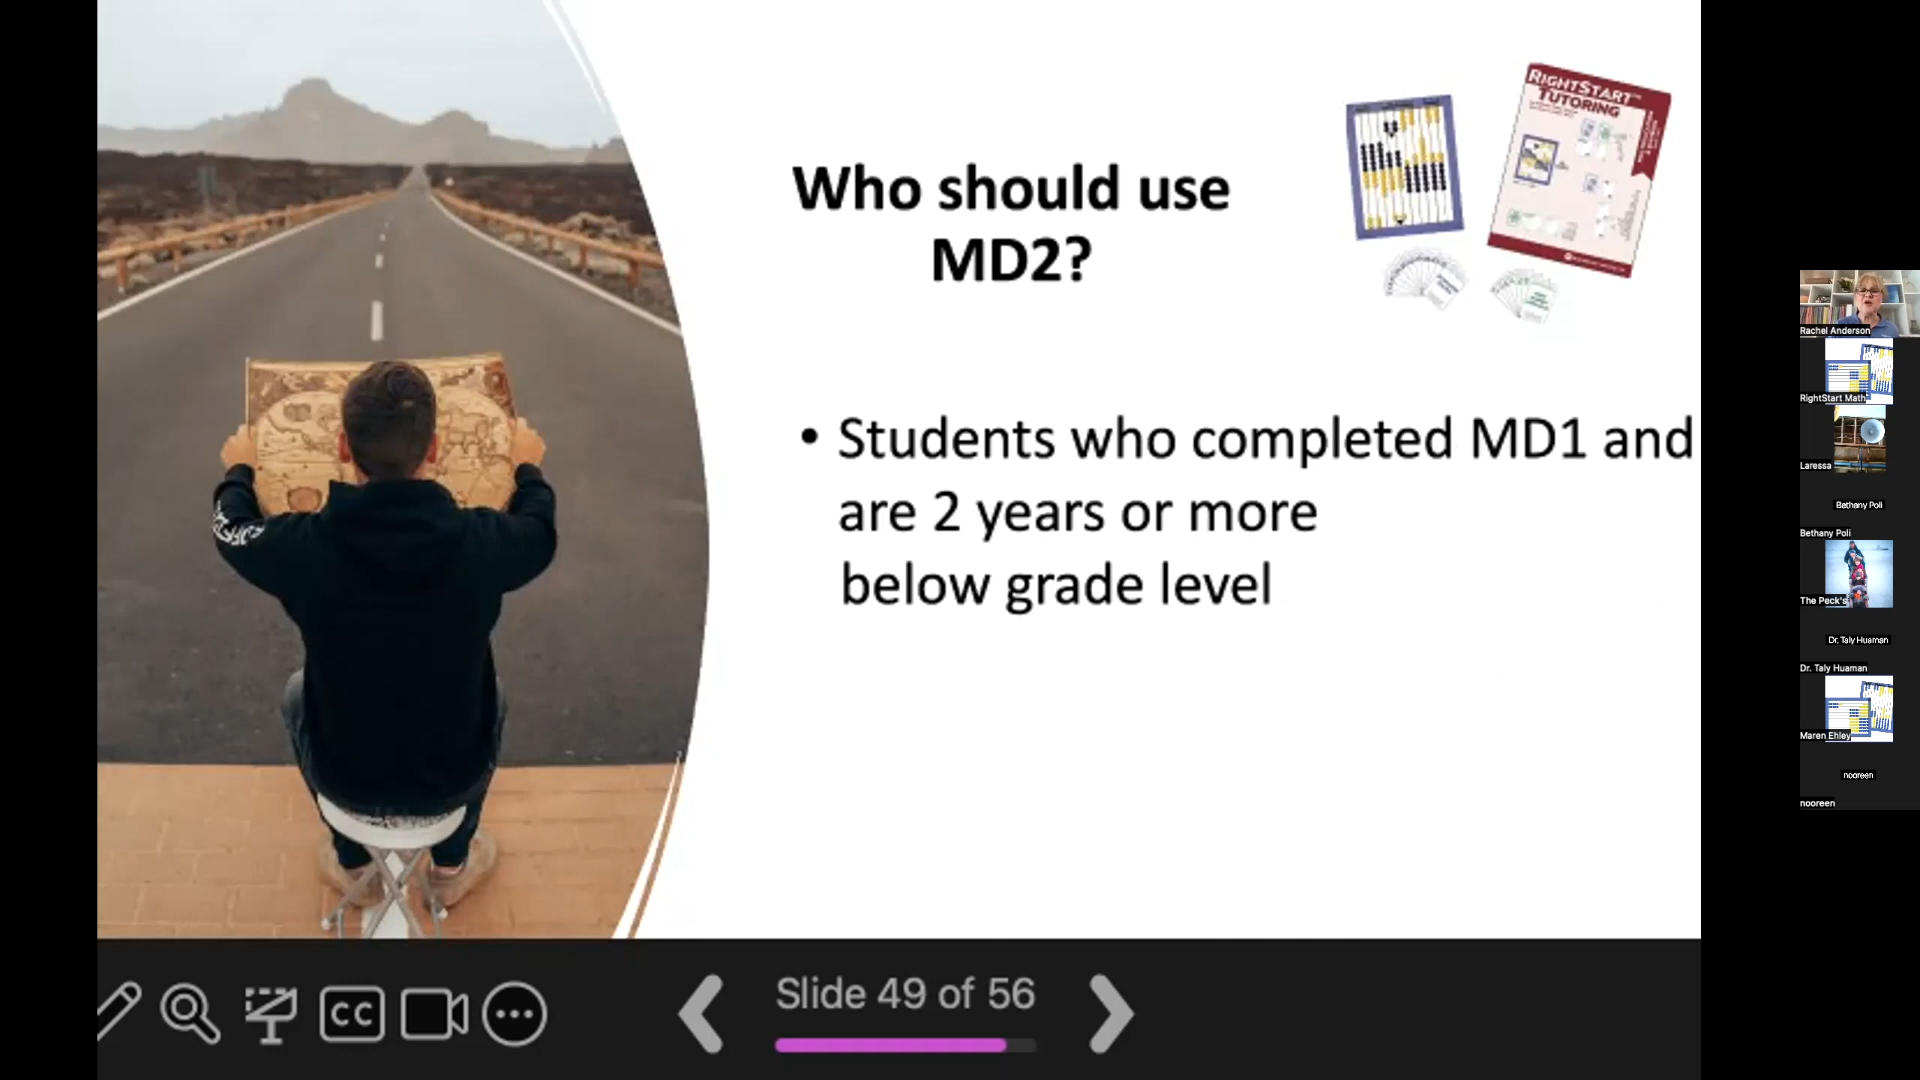 Who should use
MD2?
RIGHTSTART™
TUTORING
• Students who completed MD1 and
are 2 years or more
below grade level
CC
Slide 49 of 56
Rachel Anderson
RightStart Math
Laressa
Bethany Poli
Bethany Poli
The Peck's
Dr. Taly Huaman
Dr. Taly Huaman
Maren Ehley
nooreen
nooreen